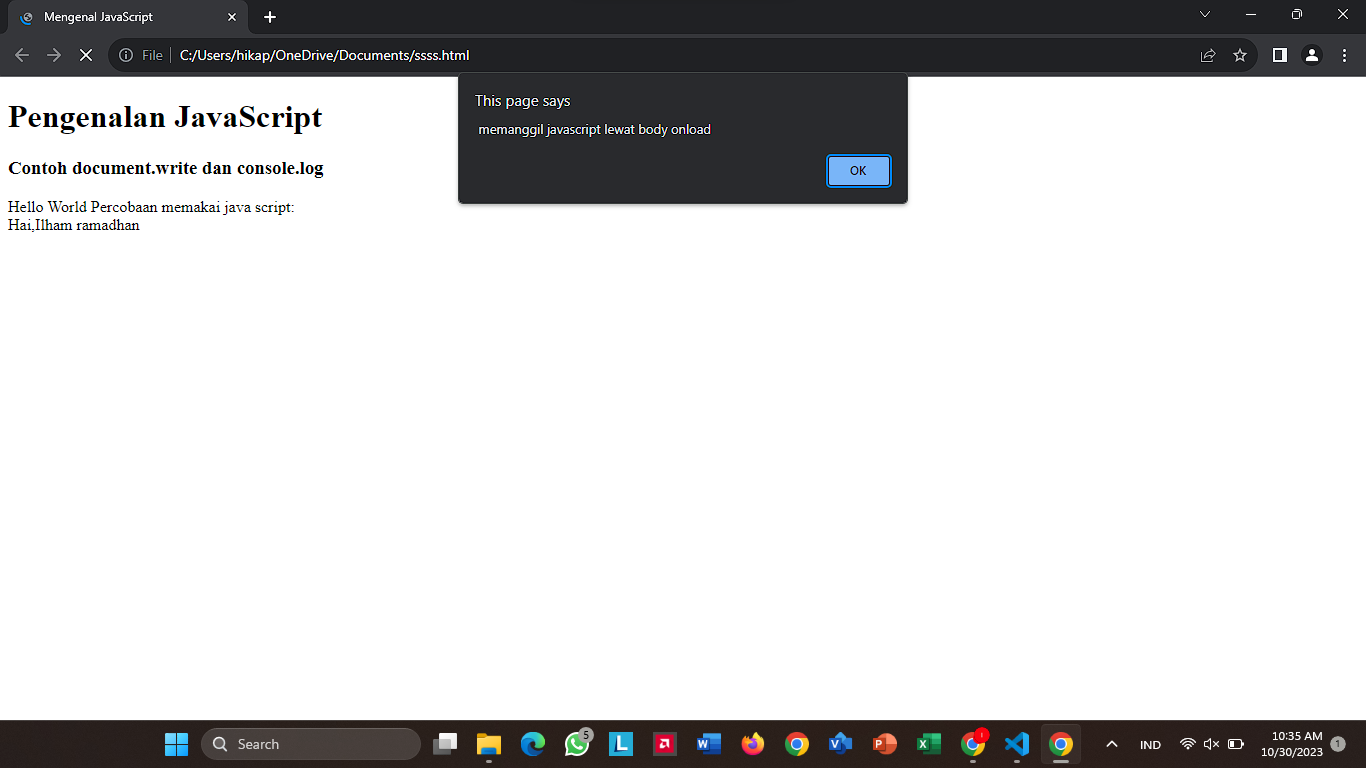 Mengenal JavaScript
File
C:/Users/hikap/OneDrive/Documents/ssss.html
This page says
memanggil javascript lewat body onload
OK
Pengenalan JavaScript
Contoh document.write dan console.log
Hello World Percobaan memakai java script:
Hai,Ilham ramadhan
Search
5
IND
10:35 AM
10/30/2023
1